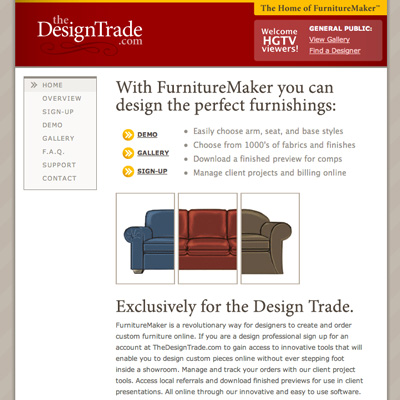 The Home of FurnitureMaker™
the
DesignTrade
.com
Welcome
HGTV
viewers!
GENERAL PUBLIC:
View Gallery
Find a Designer
HOME
OVERVIEW
SIGN-UP
DEMO
GALLERY
F.A.Q.
SUPPORT
CONTACT
With FurnitureMaker you can
design the perfect furnishings:
DEMO
GALLERY
SIGN-UP
• Easily choose arm, seat, and base styles
• Choose from 1000's of fabrics and finishes
• Download a finished preview for comps
• Manage client projects and billing online
Exclusively for the Design Trade.
FurnitureMaker is a revolutionary way for designers to create and order
custom furniture online. If you are a design professional sign up for an
account at TheDesignTrade.com to gain access to innovative tools that will
enable you to design custom pieces online without ever stepping foot
inside a showroom. Manage and track your orders with our client project
tools. Access local referrals and download finished previews for use in client
presentations. All online through our innovative and easy to use software.